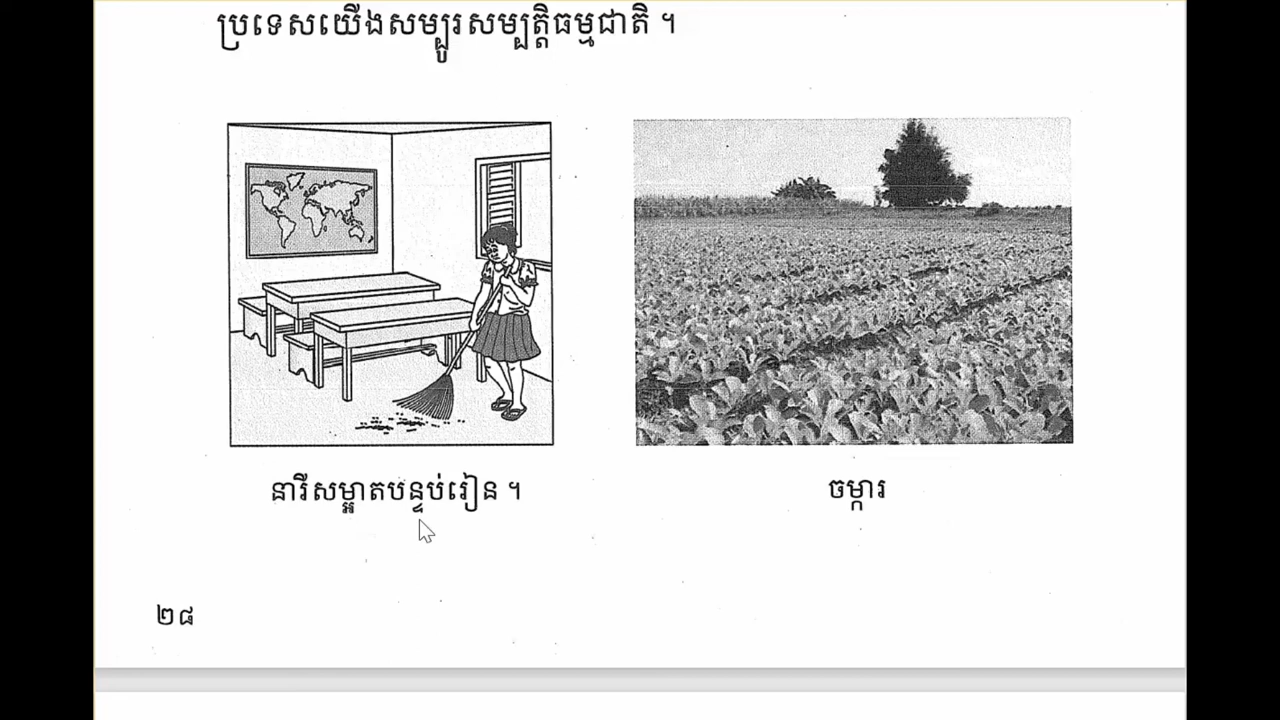 ប្រទេសយើងសម្បូរសម្បត្តិធម្មជាតិ ។
នារីសម្អាតបន្ទប់រៀន ។
ចម្ការ
២៨